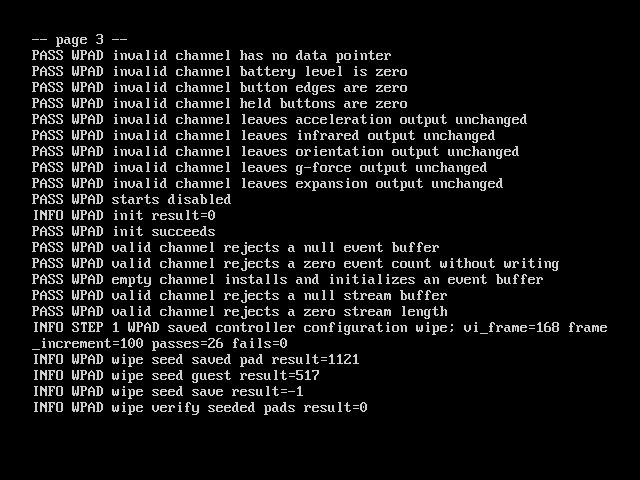 -- page 3 --
PASS WPAD invalid channel has no data pointer
PASS WPAD invalid channel battery level is zero
PASS WPAD invalid channel button edges are zero
PASS WPAD invalid channel held buttons are zero
PASS WPAD invalid channel leaves acceleration output unchanged
PASS WPAD invalid channel leaves infrared output unchanged
PASS WPAD invalid channel leaves orientation output unchanged
PASS WPAD invalid channel leaves g-force output unchanged
PASS WPAD invalid channel leaves expansion output unchanged
PASS WPAD starts disabled
INFO WPAD init result=0
PASS WPAD init succeeds
PASS WPAD valid channel rejects a null event buffer
PASS WPAD valid channel rejects a zero event count without writing
PASS WPAD empty channel installs and initializes an event buffer
PASS WPAD valid channel rejects a null stream buffer
PASS WPAD valid channel rejects a zero stream length
INFO STEP 1 WPAD saved controller configuration wipe; vi_frame=168 frame
_increment=100 passes=26 fails=0
INFO WPAD wipe seed saved pad result=1121
INFO WPAD wipe seed guest result=517
INFO WPAD wipe seed save result=-1
INFO WPAD wipe verify seeded pads result=0